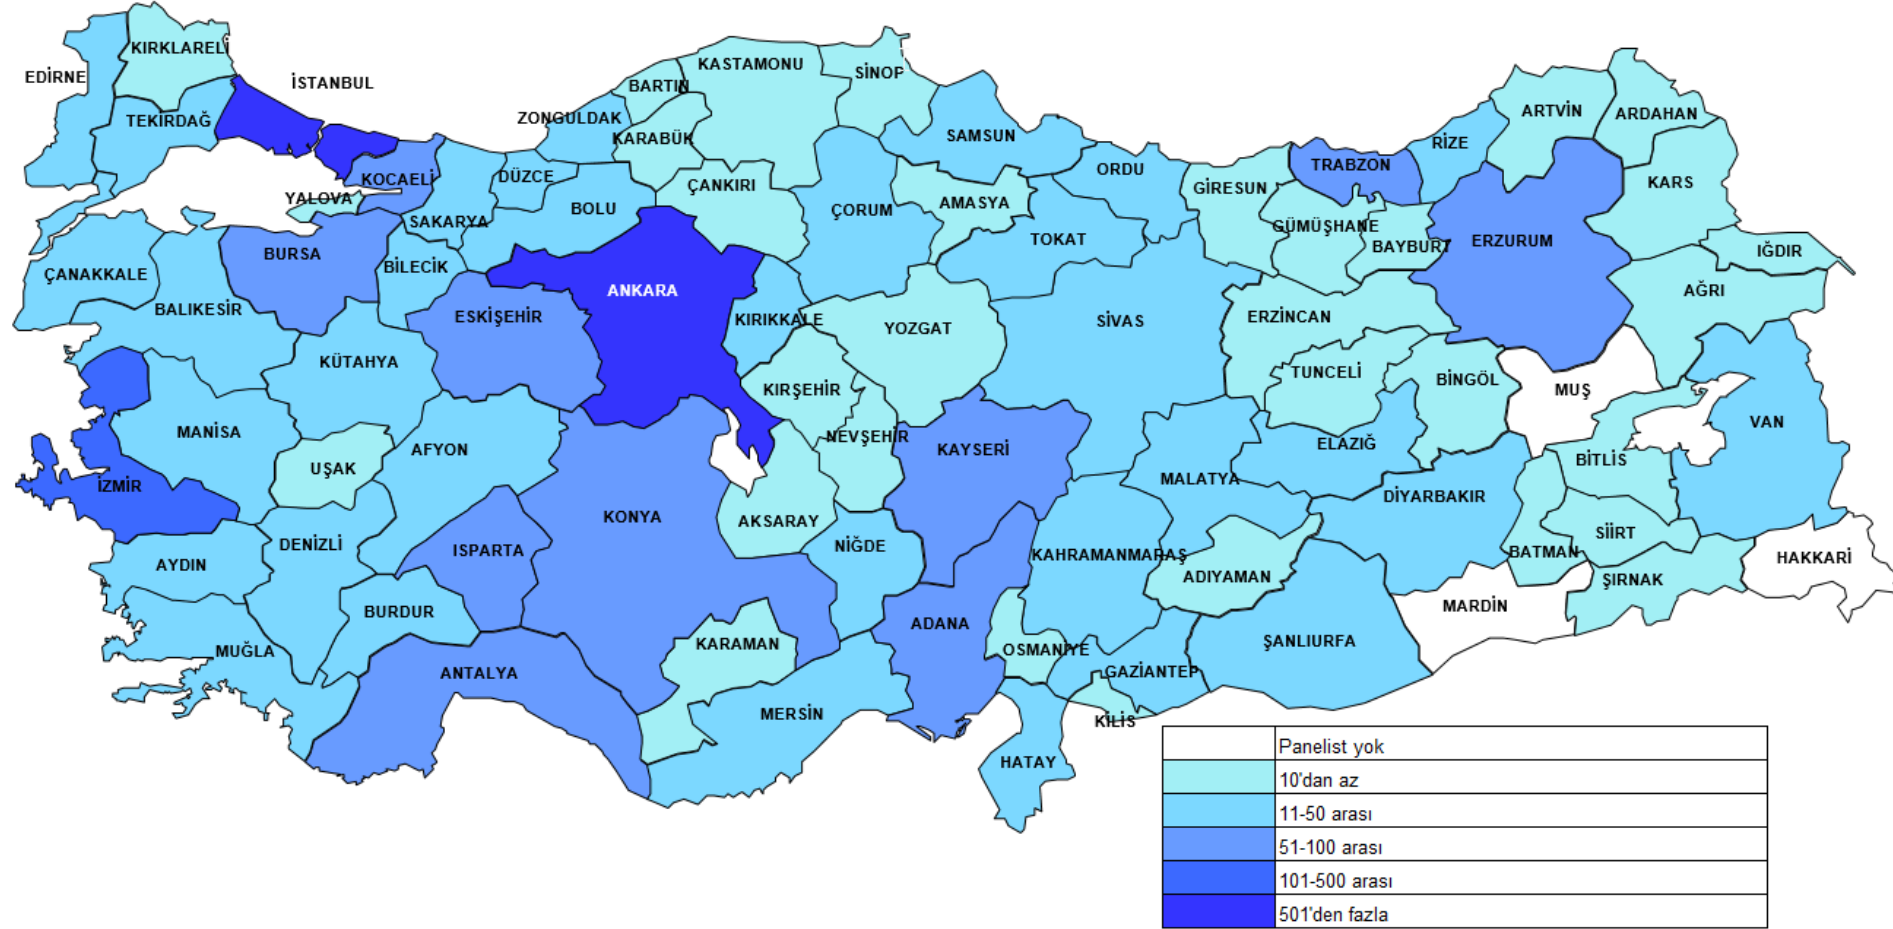 KIRKLARELİ
EDİRNE
İSTANBUL
TEKİRDAĞ
KOCAELİ
YALOVA
SAKARYA
DÜZCE
ZONGULDAK
BARTIN
KARABÜK
KASTAMONU
SİNOP
ÇANKIRI
BOLU
SAMSUN
AMASYA
ÇORUM
ORDU
TOKAT
GİRESUN
TRABZON
GÜMÜŞHANE
BAYBURT
RİZE
ARTVİN
ARDAHAN
KARS
IĞDIR
AĞRI
ERZURUM
ÇANAKKALE
BALIKESİR
BURSA
BİLECİK
ESKİŞEHİR
KÜTAHYA
ANKARA
KIRIKKALE
YOZGAT
SİVAS
ERZİNCAN
TUNCELİ
BİNGÖL
MUŞ
VAN
BİTLİS
MANİSA
İZMİR
UŞAK
AFYON
KIRŞEHİR
NEVŞEHİR
KAYSERİ
ELAZIĞ
MALATYA
DİYARBAKIR
BATMAN
SİİRT
ŞIRNAK
HAKKARİ
MARDİN
AYDIN
DENİZLİ
ISPARTA
KONYA
AKSARAY
NİĞDE
KAHRAMANMARAŞ
ADIYAMAN
ŞANLIURFA
MUĞLA
BURDUR
ANTALYA
KARAMAN
MERSİN
ADANA
OSMANİYE
GAZİANTEP
KİLİS
HATAY
Panelist yok
10'dan az
11-50 arası
51-100 arası
101-500 arası
501'den fazla